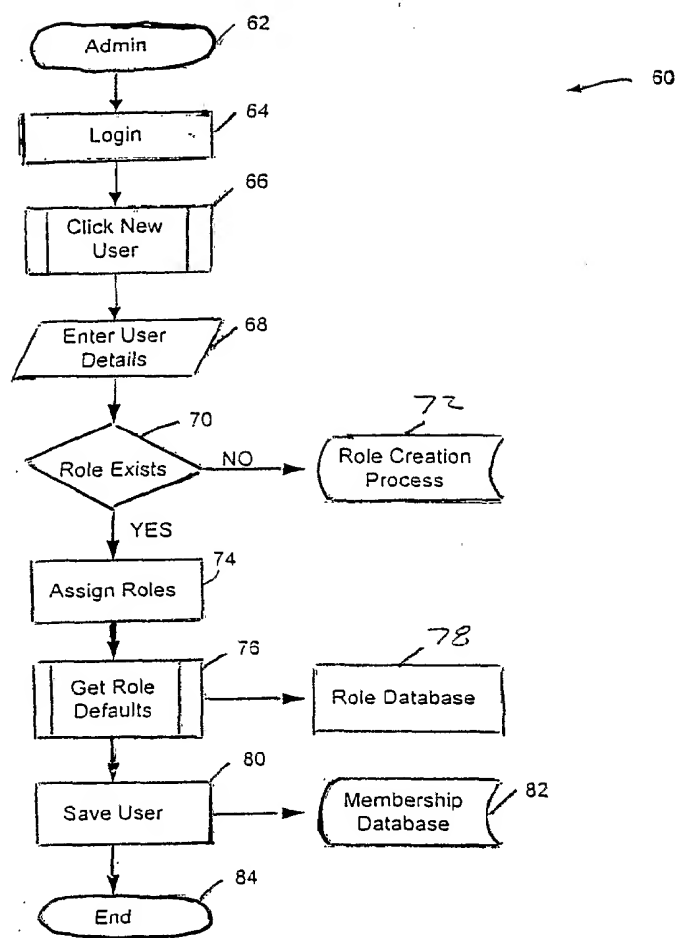 62
Admin
60
64
Login
66
Click New
User
68
Enter User
Details
70
72
Role Exists
NO
Role Creation
Process
YES
74
Assign Roles
76
78
Get Role
Defaults
Role Database
80
Save User
Membership
Database
82
84
End